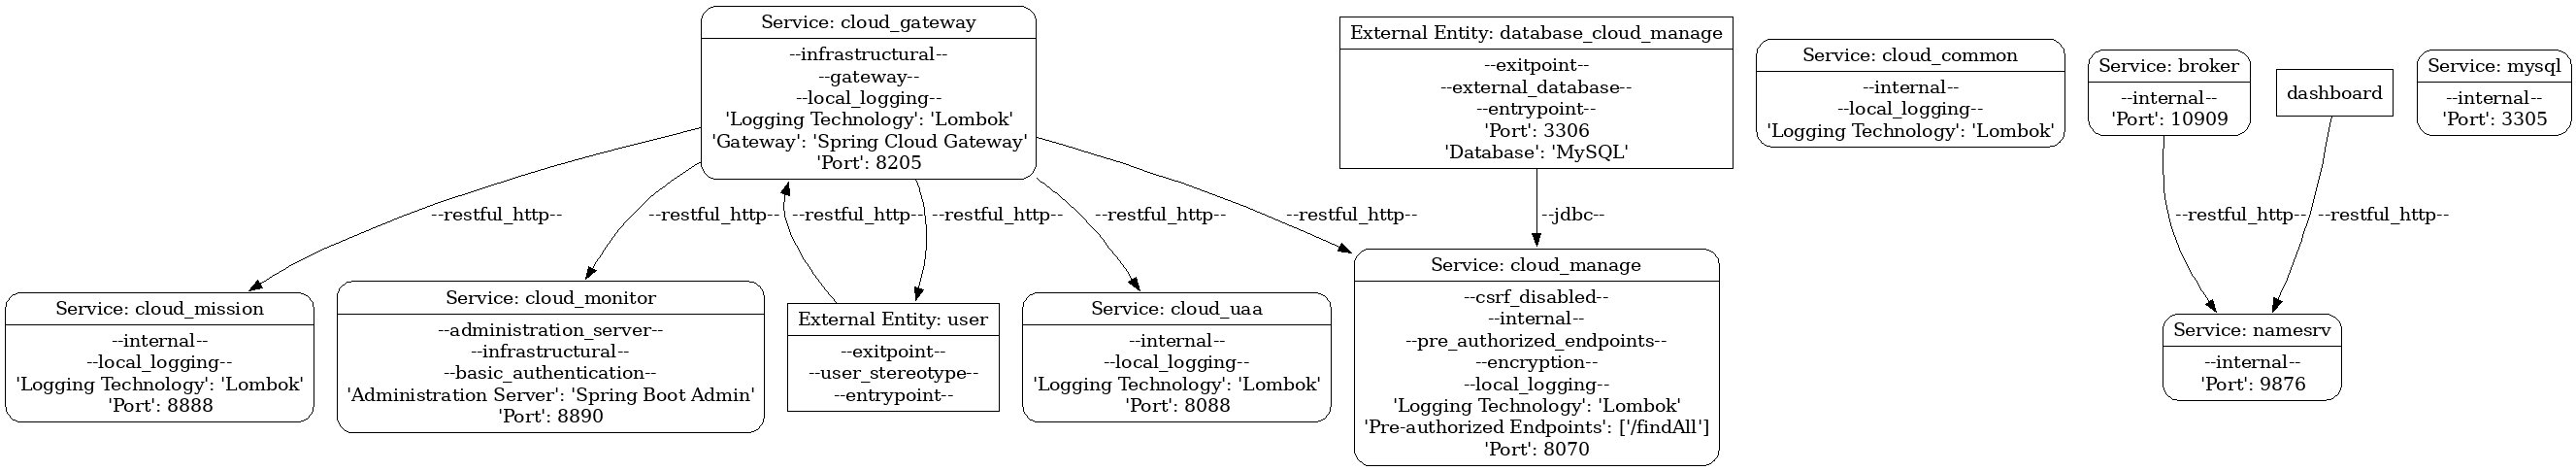 Service: cloud_gateway
--infrastructural--
--gateway--
--local_logging--
'Logging Technology': 'Lombok'
'Gateway': 'Spring Cloud Gateway'
'Port': 8205
External Entity: database_cloud_manage
--exitpoint--
--external_database--
--entrypoint--
'Port': 3306
'Database': 'MySQL'
Service: cloud_common
--internal--
--local_logging--
'Logging Technology': 'Lombok'
Service: broker
--internal--
'Port': 10909
dashboard
Service: mysql
--internal--
'Port': 3305
--restful_http--
--restful_http--
--restful_http--
--restful_http--
--restful_http--
--restful_http--
--jdbc--
--restful_http--
--restful_http--
Service: cloud_mission
--internal--
--local_logging--
'Logging Technology': 'Lombok'
'Port': 8888
Service: cloud_monitor
--administration_server--
--infrastructural--
--basic_authentication--
'Administration Server': 'Spring Boot Admin'
'Port': 8890
External Entity: user
--exitpoint--
--user_stereotype--
--entrypoint--
Service: cloud_uaa
--internal--
--local_logging--
'Logging Technology': 'Lombok'
'Port': 8088
Service: cloud_manage
--csrf_disabled--
--internal--
--pre_authorized_endpoints--
--encryption--
--local_logging--
'Logging Technology': 'Lombok'
'Pre-authorized Endpoints': ['/findAll']
'Port': 8070
Service: namesrv
--internal--
'Port': 9876